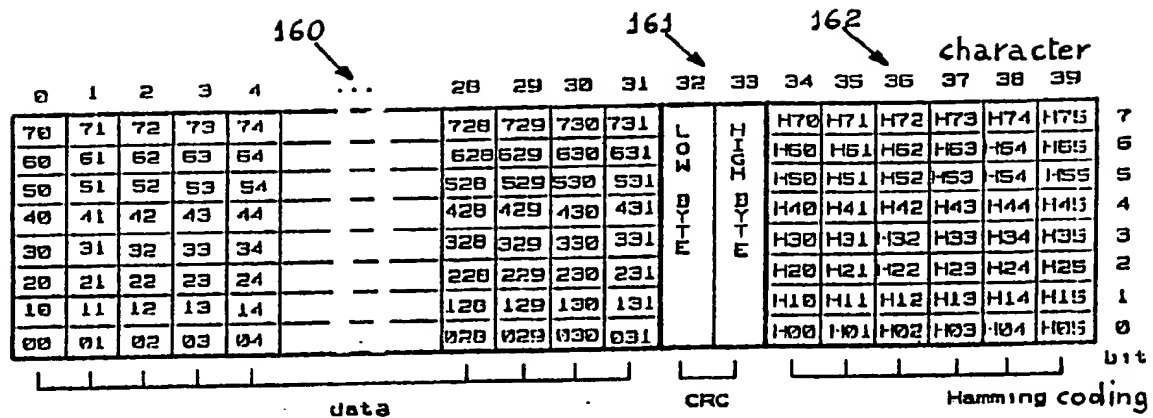 160 161 162
character
0 1 2 3 4 ... 28 29 30 31 32 33 34 35 36 37 38 39
70 71 72 73 74 728 729 730 731 LOW BYTE HIGH BYTE H70 H71 H72 H73 H74 H75 7
60 61 62 63 64 628 629 630 631 H60 H61 H62 H63 H64 H65 6
50 51 52 53 54 528 529 530 531 H50 H51 H52 H53 H54 H55 5
40 41 42 43 44 428 429 430 431 H40 H41 H42 H43 H44 H45 4
30 31 32 33 34 328 329 330 331 H30 H31 H32 H33 H34 H35 3
20 21 22 23 24 228 229 230 231 H20 H21 H22 H23 H24 H25 2
10 11 12 13 14 128 129 130 131 H10 H11 H12 H13 H14 H15 1
00 01 02 03 04 028 029 030 031 H00 H01 H02 H03 H04 H05 0
bit
data CRC Hamming coding